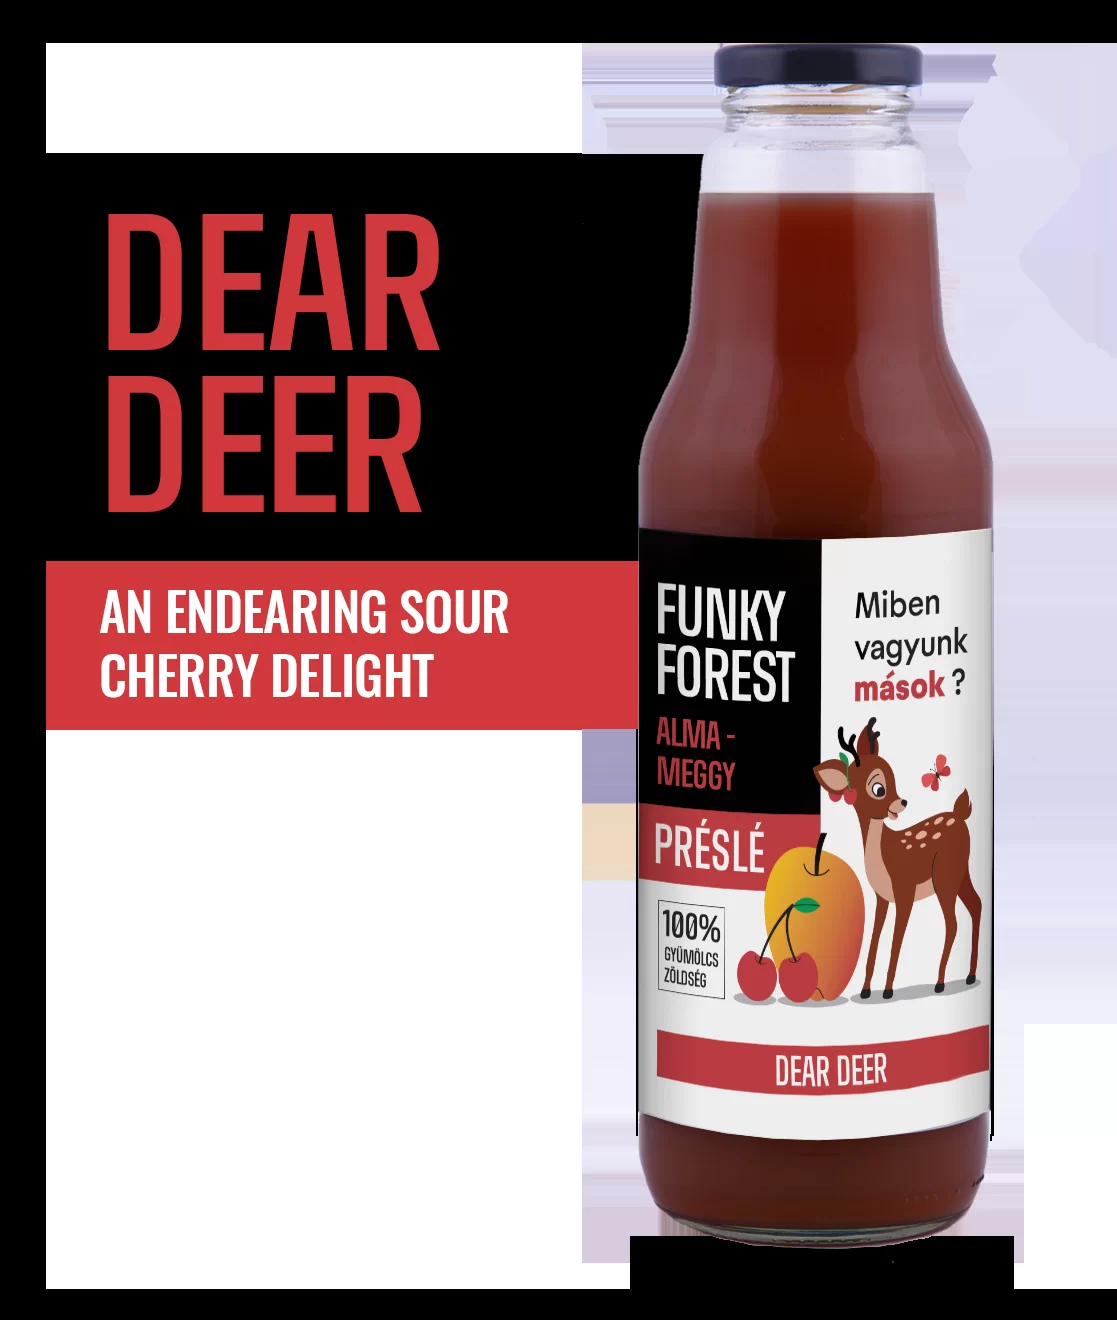 DEAR
DEER
AN ENDEARING SOUR
CHERRY DELIGHT
FUNKY
FOREST
ALMA -
MEGGY
PRÉSLÉ
100%
GYÜMÖLCS
ZÖLDSÉG
Miben
vagyunk
mások ?
DEAR DEER